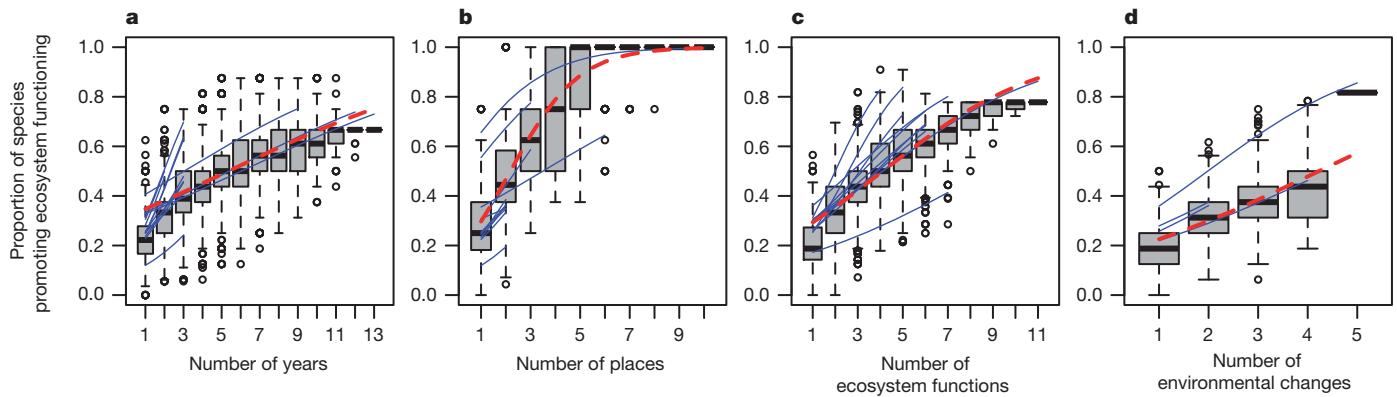 a
b
c
d
Proportion of species
promoting ecosystem functioning
1.0
0.8
0.6
0.4
0.2
0.0
1 3 5 7 9 11 13
Number of years
1.0
0.8
0.6
0.4
0.2
0.0
1 3 5 7 9
Number of places
1.0
0.8
0.6
0.4
0.2
0.0
1 3 5 7 9 11
Number of
ecosystem functions
1.0
0.8
0.6
0.4
0.2
0.0
1 2 3 4 5
Number of
environmental changes